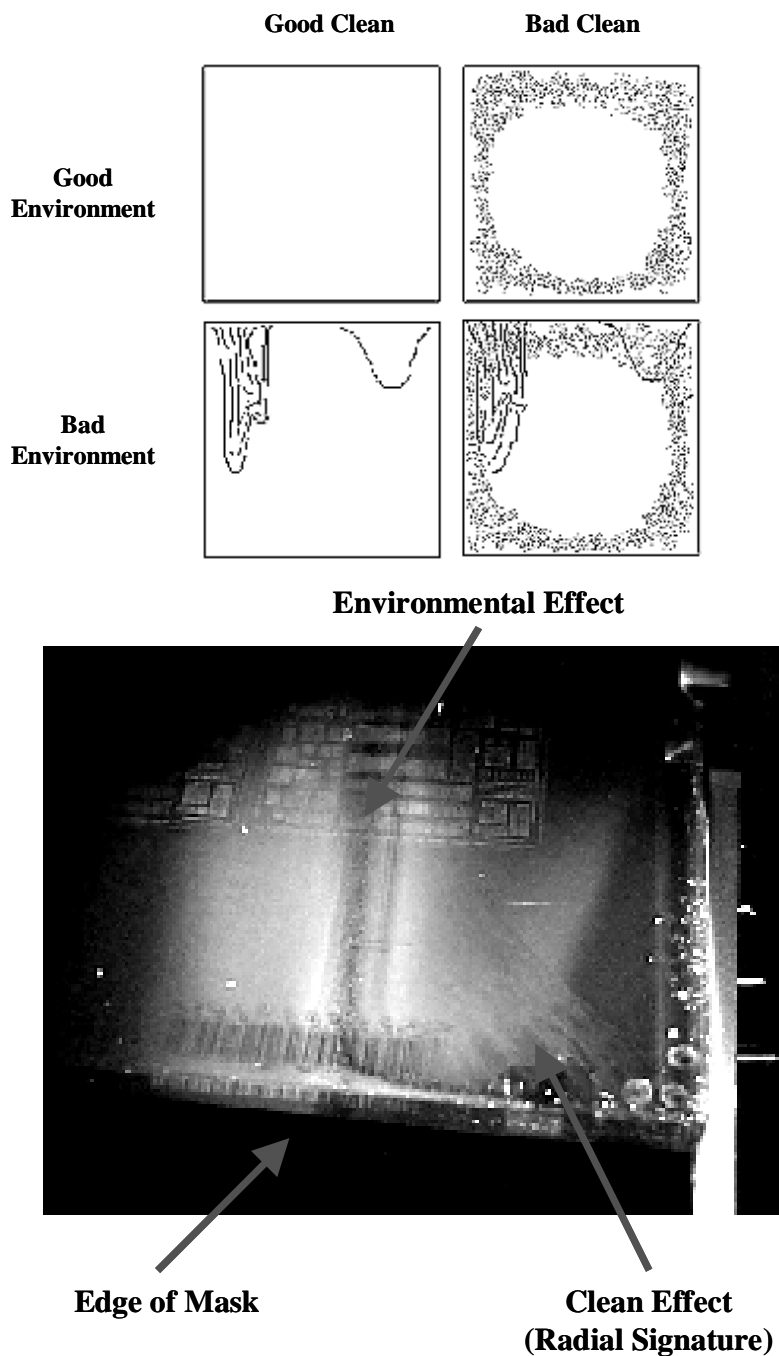 Good Clean
Bad Clean
Good
Environment
Bad
Environment
Environmental Effect
Edge of Mask
Clean Effect
(Radial Signature)